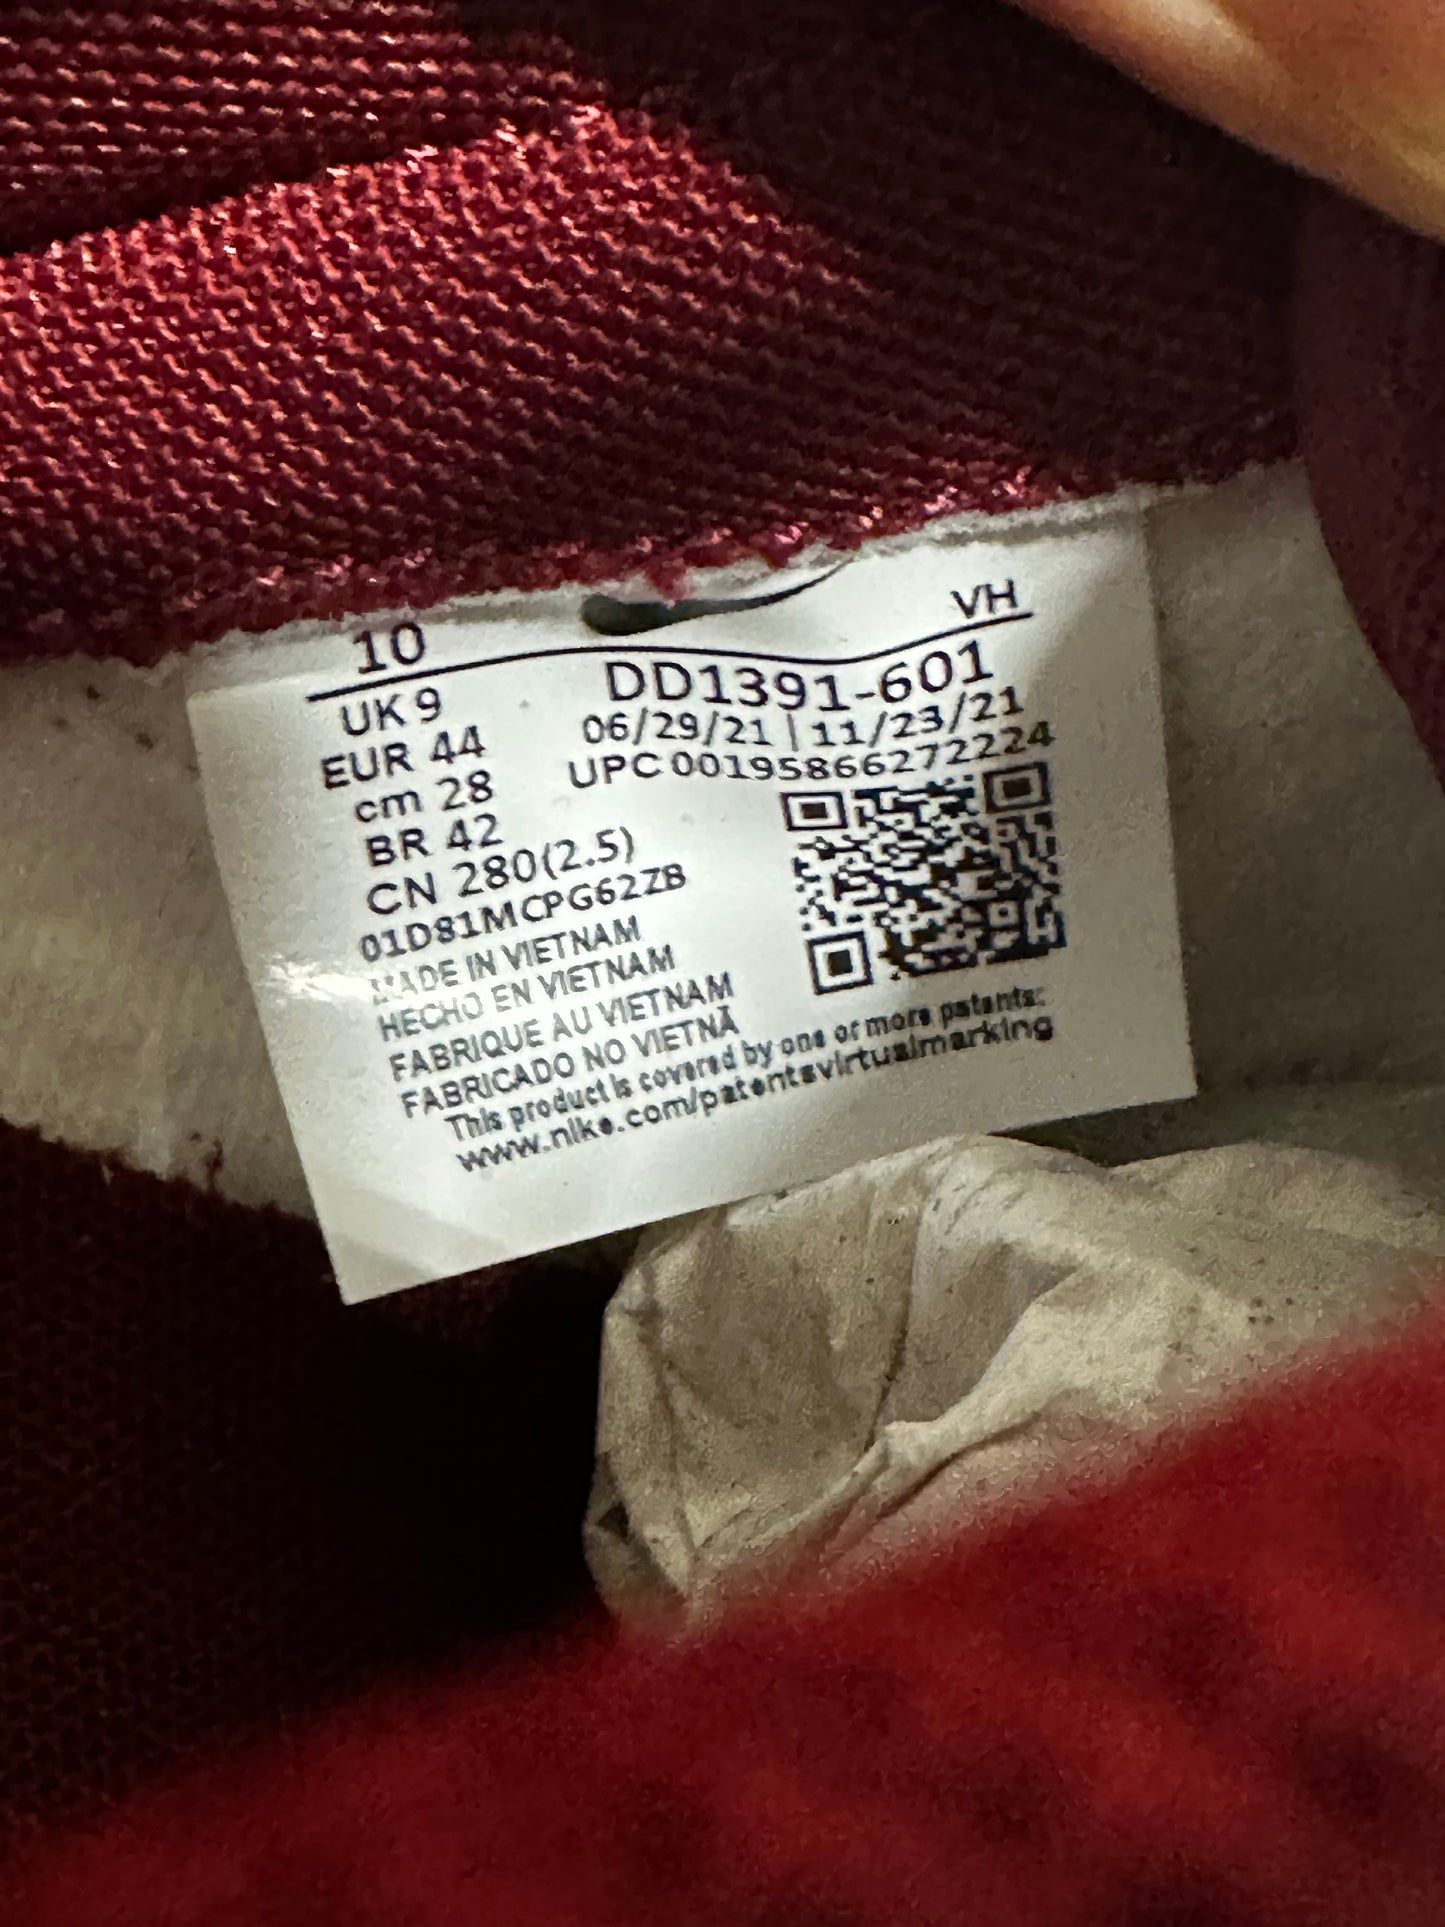 10
VH
UK 9
DD1391-601
EUR 44
06/29/21 | 11/23/21
cm 28
UPC 00195866272224
BR 42
CN 280(2.5)
01D81MCPG62ZB
MADE IN VIETNAM
HECHO EN VIETNAM
FABRIQUE AU VIETNAM
FABRICADO NO VIETNÃ
This product is covered by one or more patents:
www.nike.com/patentsvirtualmarking